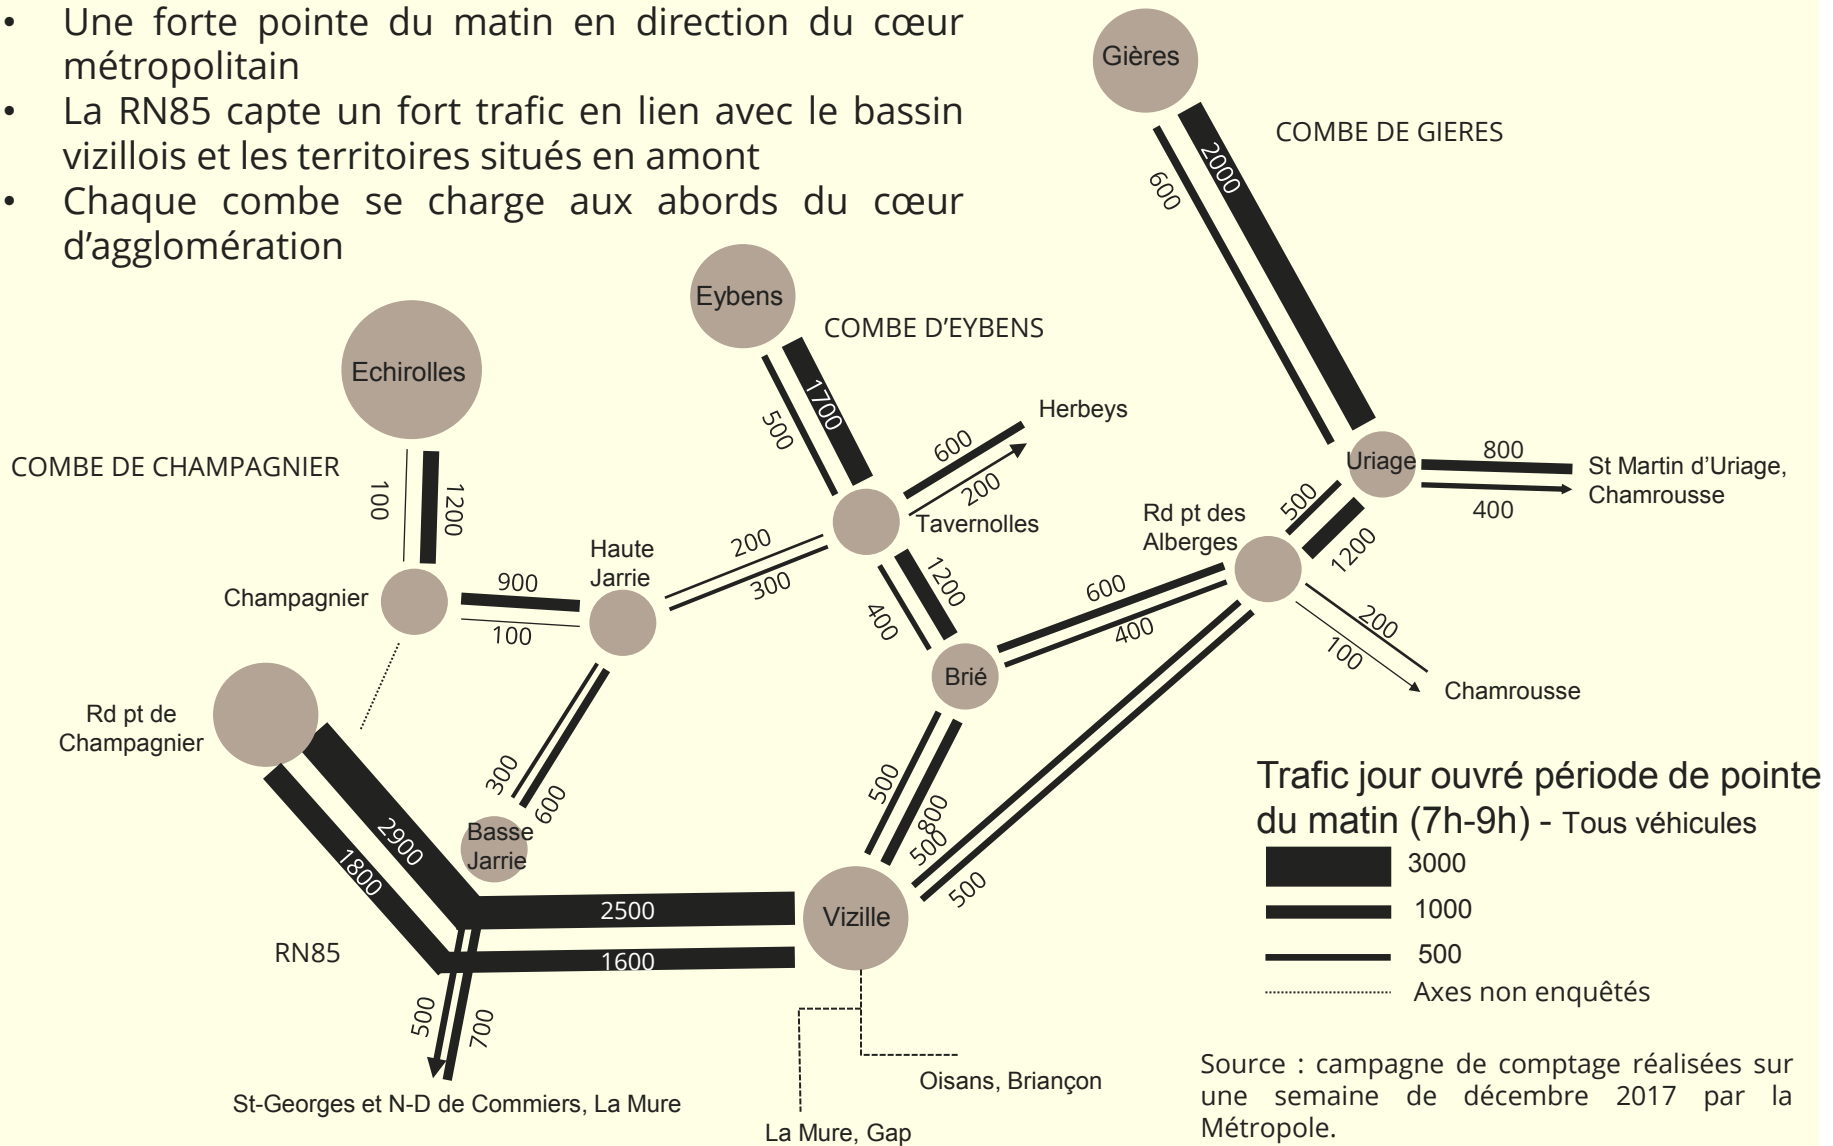 • Une forte pointe du matin en direction du cœur
métropolitain
• La RN85 capte un fort trafic en lien avec le bassin
vizillois et les territoires situés en amont
• Chaque combe se charge aux abords du cœur
d'agglomération
Gières
COMBE DE GIERES
2000
600
Eybens
COMBE D'EYBENS
1700
500
Echirolles
COMBE DE CHAMPAGNIER
100
1200
Herbeys
600
200
Tavernolles
Uriage
800
400
St Martin d'Uriage,
Chamrousse
500
1200
Rd pt des
Alberges
Haute
Jarrie
200
300
Champagnier
900
100
1200
400
600
400
200
100
Chamrousse
Brié
Rd pt de
Champagnier
300
600
Basse
Jarrie
500
800
500
500
2900
1800
2500
1600
Vizille
RN85
500
700
St-Georges et N-D de Commiers, La Mure
Oisans, Briançon
La Mure, Gap
Trafic jour ouvré période de pointe
du matin (7h-9h) - Tous véhicules
3000
1000
500
Axes non enquêtés
Source : campagne de comptage réalisées sur
une semaine de décembre 2017 par la
Métropole.